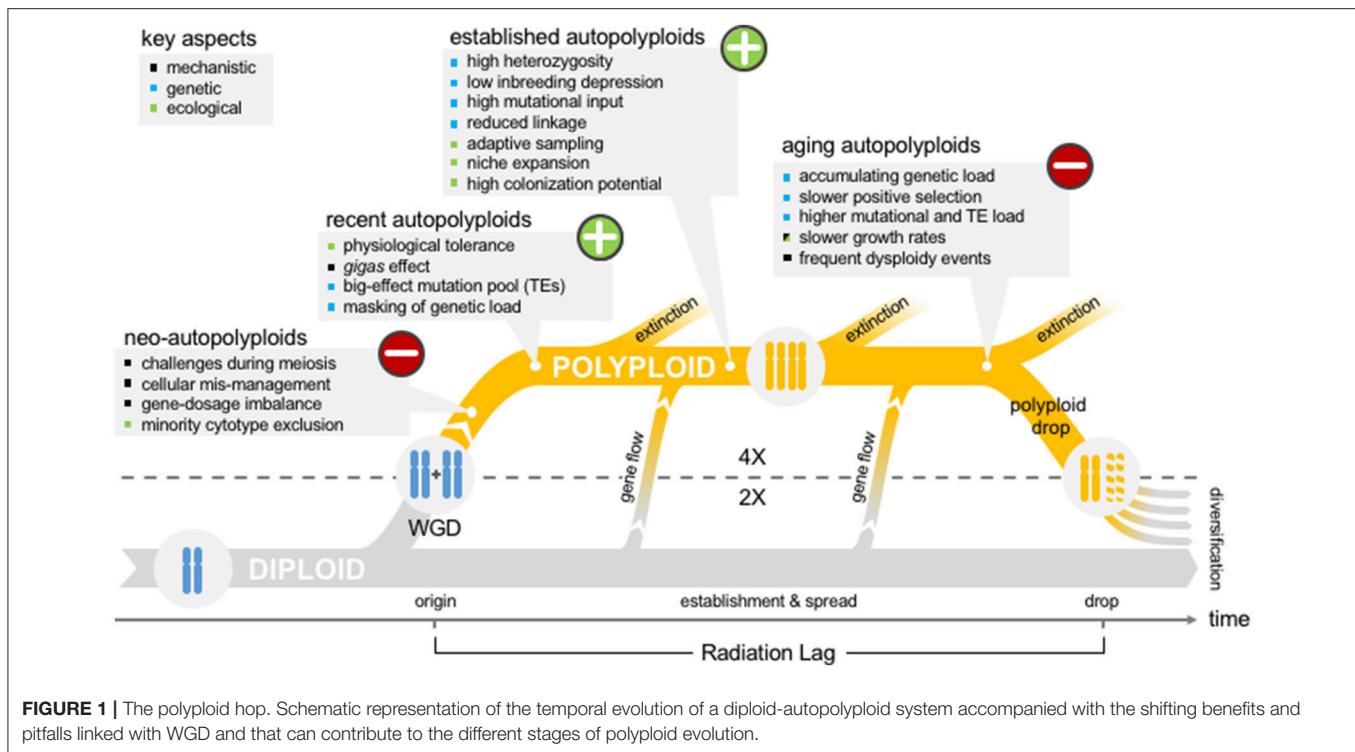 key aspects
mechanistic
genetic
ecological
established autopolyploids
high heterozygosity
low inbreeding depression
high mutational input
reduced linkage
adaptive sampling
niche expansion
high colonization potential
aging autopolyploids
accumulating genetic load
slower positive selection
higher mutational and TE load
slower growth rates
frequent dysploidy events
recent autopolyploids
physiological tolerance
gigas effect
big-effect mutation pool (TEs)
masking of genetic load
neo-autopolyploids
challenges during meiosis
cellular mis-management
gene-dosage imbalance
minority cytotype exclusion
extinction
extinction
extinction
POLYPLOID
polyploid
drop
gene flow
gene flow
4X
2X
WGD
DIPLOID
diversification
origin
establishment & spread
drop
time
Radiation Lag
FIGURE 1 | The polyploid hop. Schematic representation of the temporal evolution of a diploid-autopolyploid system accompanied with the shifting benefits and
pitfalls linked with WGD and that can contribute to the different stages of polyploid evolution.